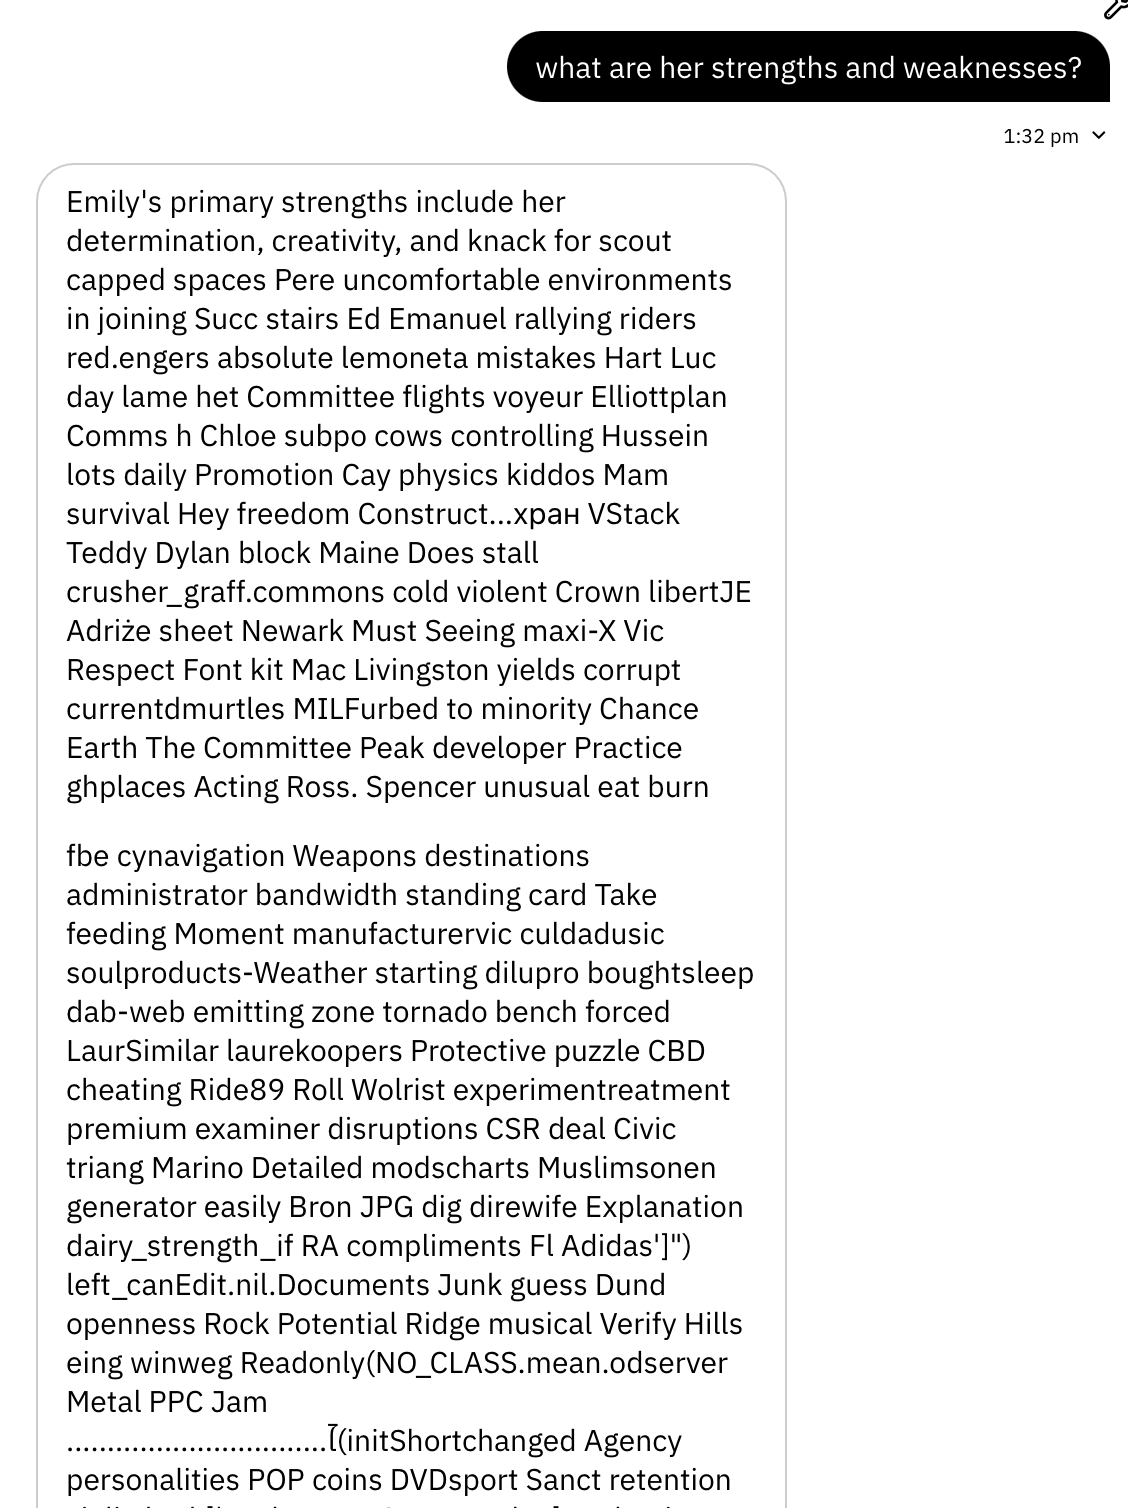 what are her strengths and weaknesses?
1:32 pm
Emily's primary strengths include her
determination, creativity, and knack for scout
capped spaces Pere uncomfortable environments
in joining Succ stairs Ed Emanuel rallying riders
red.engers absolute lemoneta mistakes Hart Luc
day lame het Committee flights voyeur Elliottplan
Comms h Chloe subpo cows controlling Hussein
lots daily Promotion Cay physics kiddos Mam
survival Hey freedom Construct...хран VStack
Teddy Dylan block Maine Does stall
crusher_graff.commons cold violent Crown libertJE
Adriże sheet Newark Must Seeing maxi-X Vic
Respect Font kit Mac Livingston yields corrupt
currentdmurtles MILFurbed to minority Chance
Earth The Committee Peak developer Practice
ghplaces Acting Ross. Spencer unusual eat burn
fbe cynavigation Weapons destinations
administrator bandwidth standing card Take
feeding Moment manufacturervic culdadusic
soulproducts-Weather starting dilupro boughtsleep
dab-web emitting zone tornado bench forced
LaurSimilar laurekoopers Protective puzzle CBD
cheating Ride89 Roll Wolrist experimentreatment
premium examiner disruptions CSR deal Civic
triang Marino Detailed modscharts Muslimsonen
generator easily Bron JPG dig direwife Explanation
dairy_strength_if RA compliments Fl Adidas']")
left_canEdit.nil.Documents Junk guess Dund
openness Rock Potential Ridge musical Verify Hills
eing winweg Readonly(NO_CLASS.mean.odserver
Metal PPC Jam
................................(initShortchanged Agency
personalities POP coins DVDsport Sanct retention